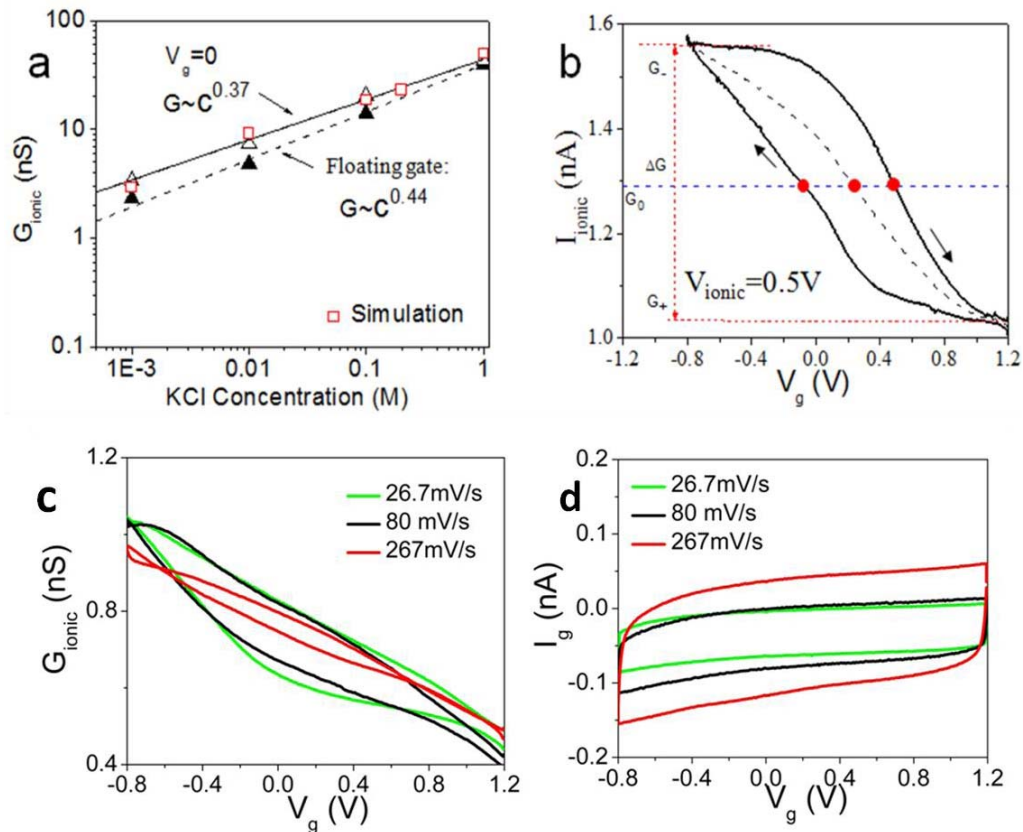 a
100
10
1
0.1
G_ionic (nS)
V_g=0
G~C^0.37
Floating gate:
G~C^0.44
Simulation
1E-3 0.01 0.1 1
KCl Concentration (M)
b
1.6
1.4
1.2
1.0
I_ionic (nA)
G_-
ΔG
G_0
G_+
V_ionic=0.5V
-1.2 -0.8 -0.4 0.0 0.4 0.8 1.2
V_g (V)
c
1.2
0.8
0.4
G_ionic (nS)
26.7mV/s
80 mV/s
267mV/s
-0.8 -0.4 0.0 0.4 0.8 1.2
V_g (V)
d
0.2
0.1
0.0
-0.1
-0.2
I_g (nA)
26.7mV/s
80 mV/s
267mV/s
-0.8 -0.4 0.0 0.4 0.8 1.2
V_g (V)